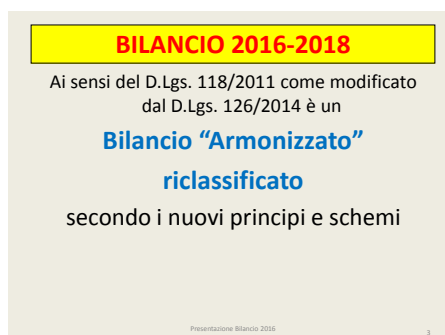 BILANCIO 2016-2018
Ai sensi del D.Lgs. 118/2011 come modificato
dal D.Lgs. 126/2014 è un
Bilancio “Armonizzato”
riclassificato
secondo i nuovi principi e schemi
Presentazione Bilancio 2016
3